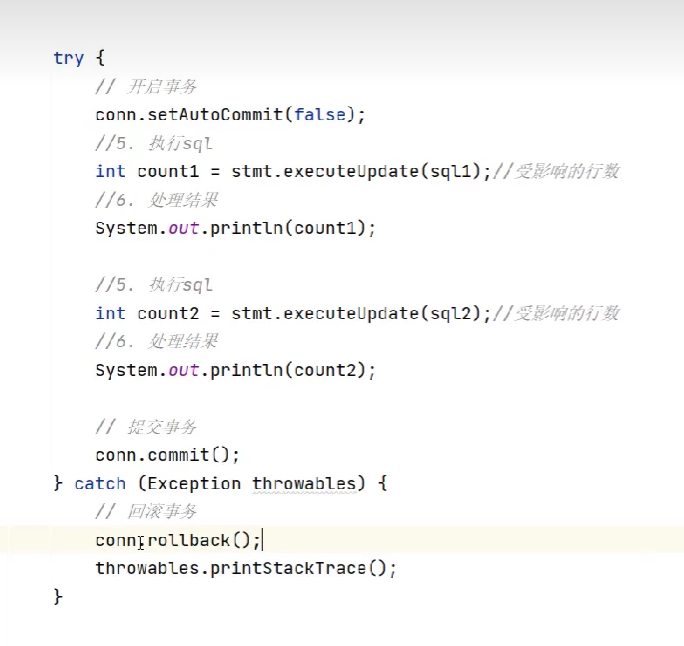 try {
// 开启事务
conn.setAutoCommit(false);
//5. 执行sql
int count1 = stmt.executeUpdate(sql1);//受影响的行数
//6. 处理结果
System.out.println(count1);
//5. 执行sql
int count2 = stmt.executeUpdate(sql2);//受影响的行数
//6. 处理结果
System.out.println(count2);
// 提交事务
conn.commit();
} catch (Exception throwables) {
// 回滚事务
conn.rollback();
throwables.printStackTrace();
}